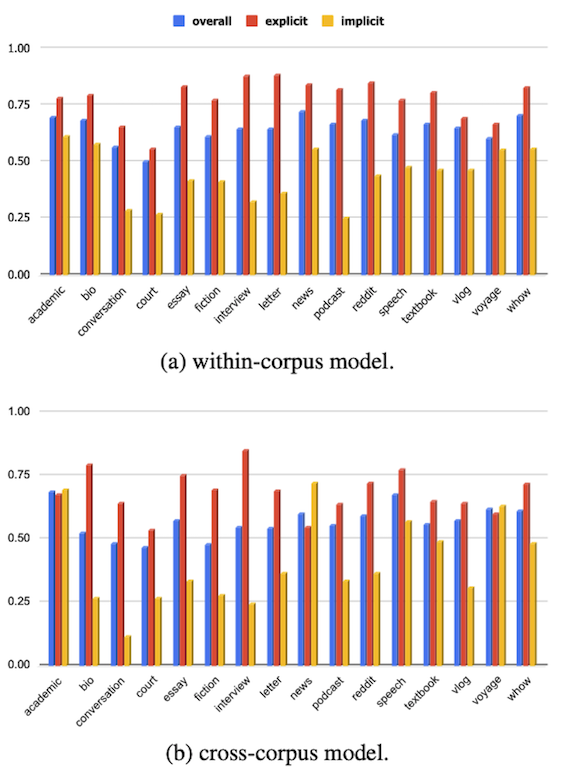 overall explicit implicit
1.00
0.75
0.50
0.25
0.00
academic bio conversation court essay fiction interview letter news podcast reddit speech textbook vlog voyage whow
(a) within-corpus model.
1.00
0.75
0.50
0.25
0.00
academic bio conversation court essay fiction interview letter news podcast reddit speech textbook vlog voyage whow
(b) cross-corpus model.